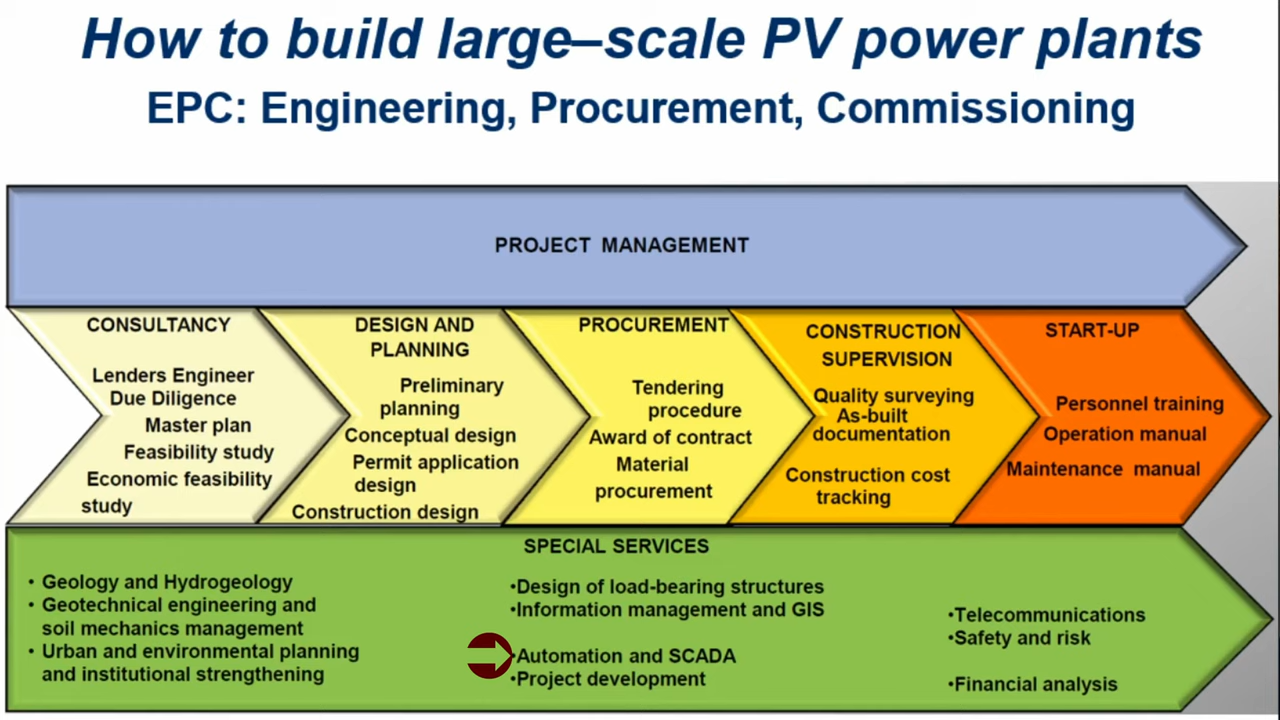 How to build large–scale PV power plants
EPC: Engineering, Procurement, Commissioning
PROJECT MANAGEMENT
CONSULTANCY
Lenders Engineer
Due Diligence
Master plan
Feasibility study
Economic feasibility
study
DESIGN AND
PLANNING
Preliminary
planning
Conceptual design
Permit application
design
Construction design
PROCUREMENT
Tendering
procedure
Award of contract
Material
procurement
CONSTRUCTION
SUPERVISION
Quality surveying
As-built
documentation
Construction cost
tracking
START-UP
Personnel training
Operation manual
Maintenance manual
SPECIAL SERVICES
• Geology and Hydrogeology
• Geotechnical engineering and
soil mechanics management
• Urban and environmental planning
and institutional strengthening
•Design of load-bearing structures
•Information management and GIS
•Automation and SCADA
•Project development
•Telecommunications
•Safety and risk
•Financial analysis